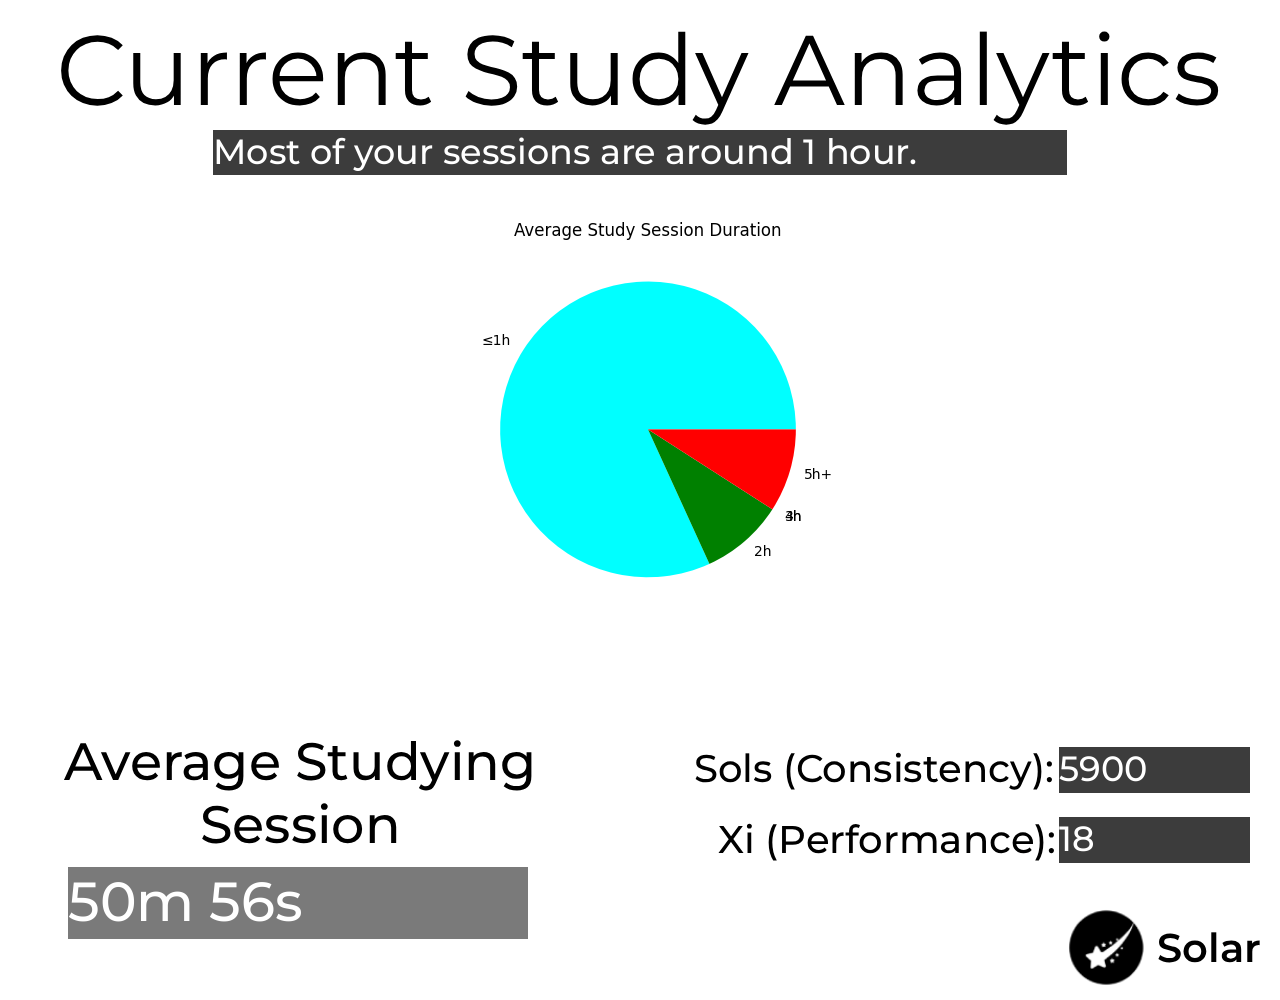 Current Study Analytics
Most of your sessions are around 1 hour.
Average Study Session Duration
≤1h
5h+
2h
Average Studying
Session
50m 56s
Sols (Consistency): 5900
Xi (Performance): 18
Solar